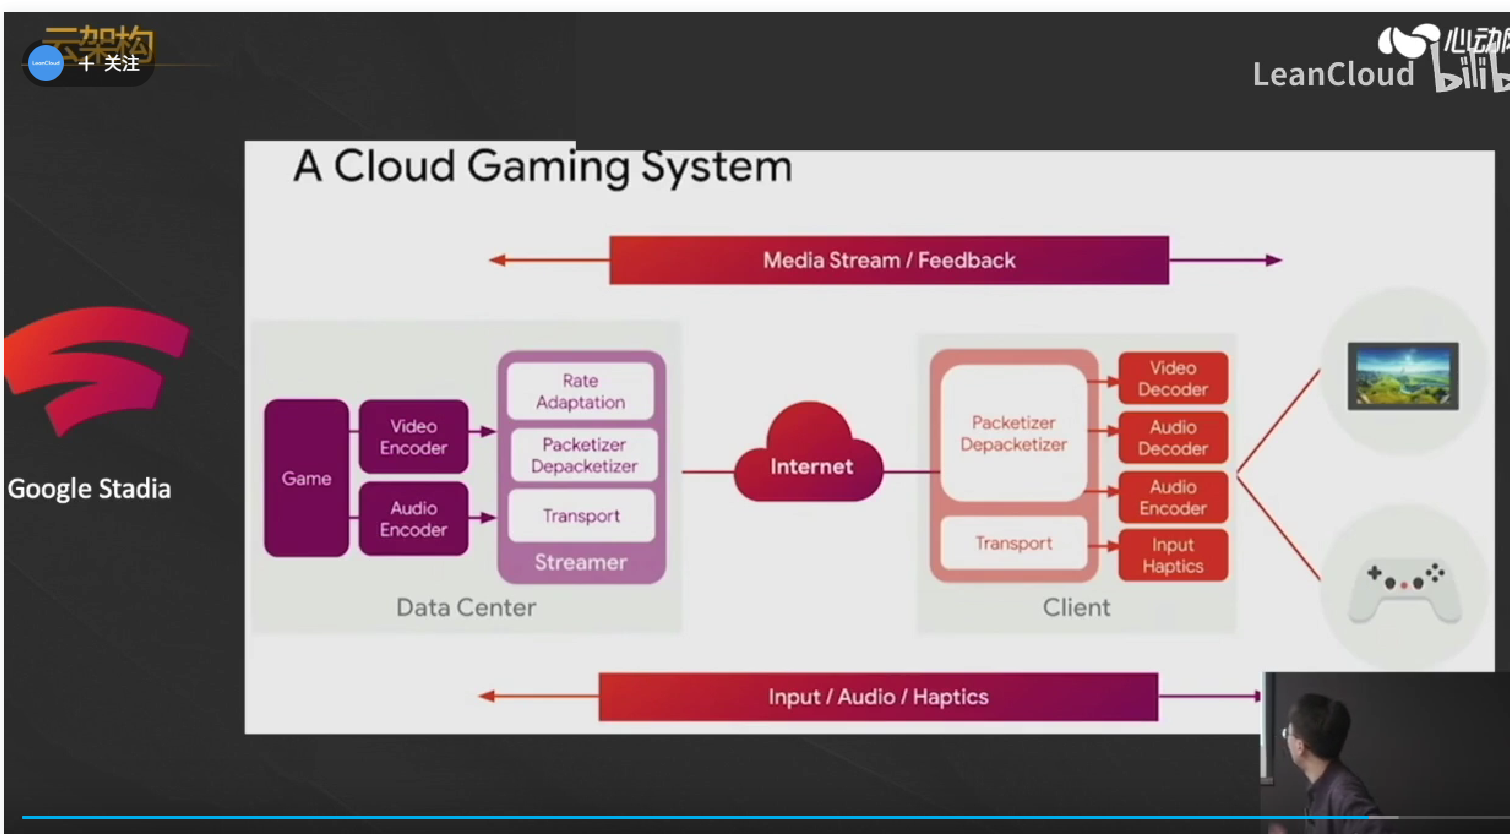 云架构
LeanCloud
+ 关注
心动
LeanCloud
bilib
A Cloud Gaming System
Media Stream / Feedback
Google Stadia
Game
Video
Encoder
Audio
Encoder
Rate
Adaptation
Packetizer
Depacketizer
Transport
Streamer
Data Center
Internet
Packetizer
Depacketizer
Transport
Video
Decoder
Audio
Decoder
Audio
Encoder
Input
Haptics
Client
Input / Audio / Haptics